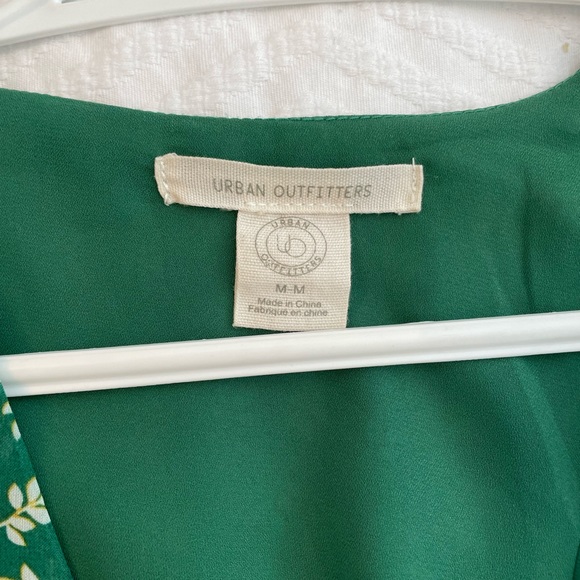 URBAN OUTFITTERS
URBAN
UO
OUTFITTERS
M-M
Made in China
Fabriqué en chine